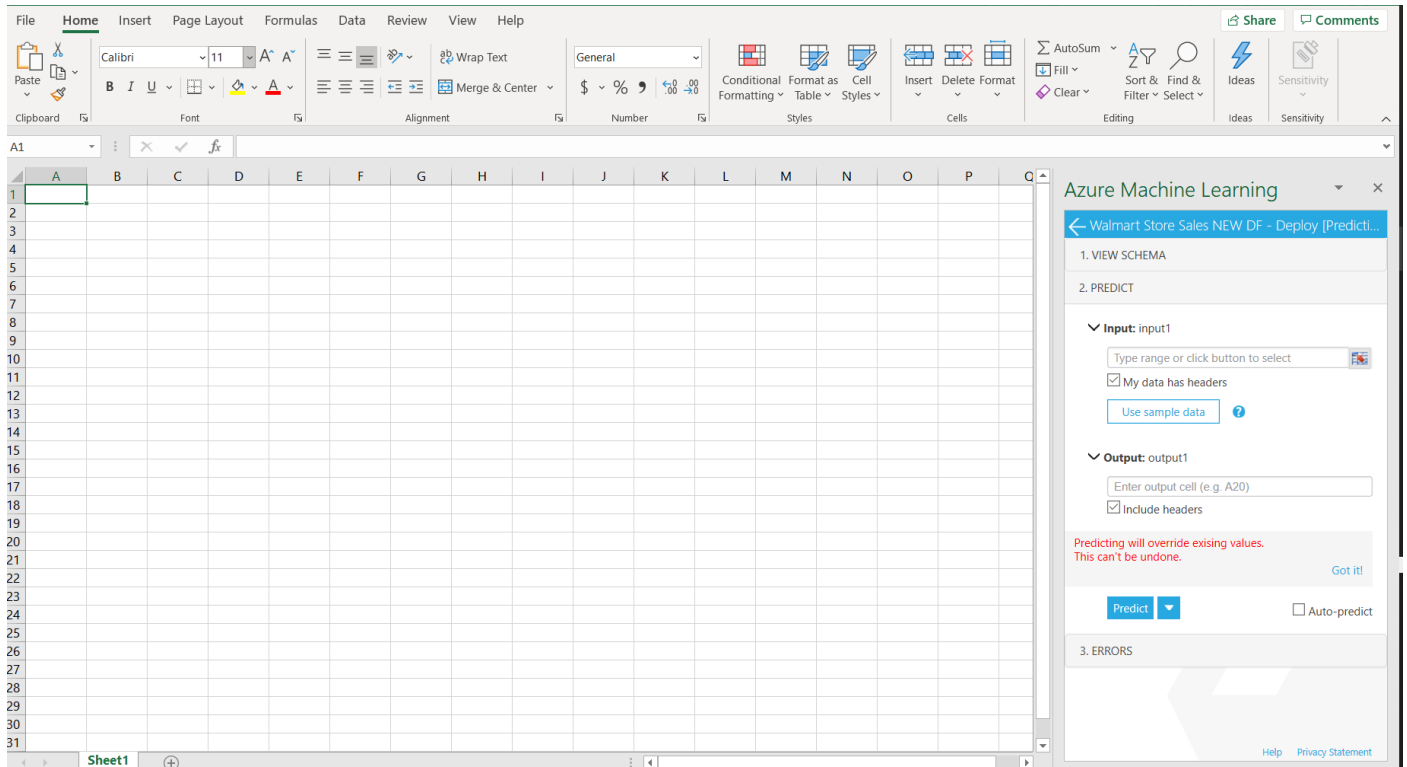 File Home Insert Page Layout Formulas Data Review View Help Share Comments
Calibri 11 A^ Aˇ Wrap Text General AutoSum
Paste Conditional Format as Cell Insert Delete Format Fill Sort & Find & Ideas Sensitivity
B I U A Merge & Center $ % 9 Formatting Table Styles Clear Filter Select
Clipboard Font Alignment Number Styles Cells Editing Ideas Sensitivity
A1 fx
A B C D E F G H I J K L M N O P Q
1
2
3
4
5
6
7
8
9
10
11
12
13
14
15
16
17
18
19
20
21
22
23
24
25
26
27
28
29
30
31
Sheet1
Azure Machine Learning
Walmart Store Sales NEW DF - Deploy [Predicti...
1. VIEW SCHEMA
2. PREDICT
Input: input1
Type range or click button to select
My data has headers
Use sample data ?
Output: output1
Enter output cell (e.g. A20)
Include headers
Predicting will override exising values.
This can't be undone.
Got it!
Predict Auto-predict
3. ERRORS
Help Privacy Statement